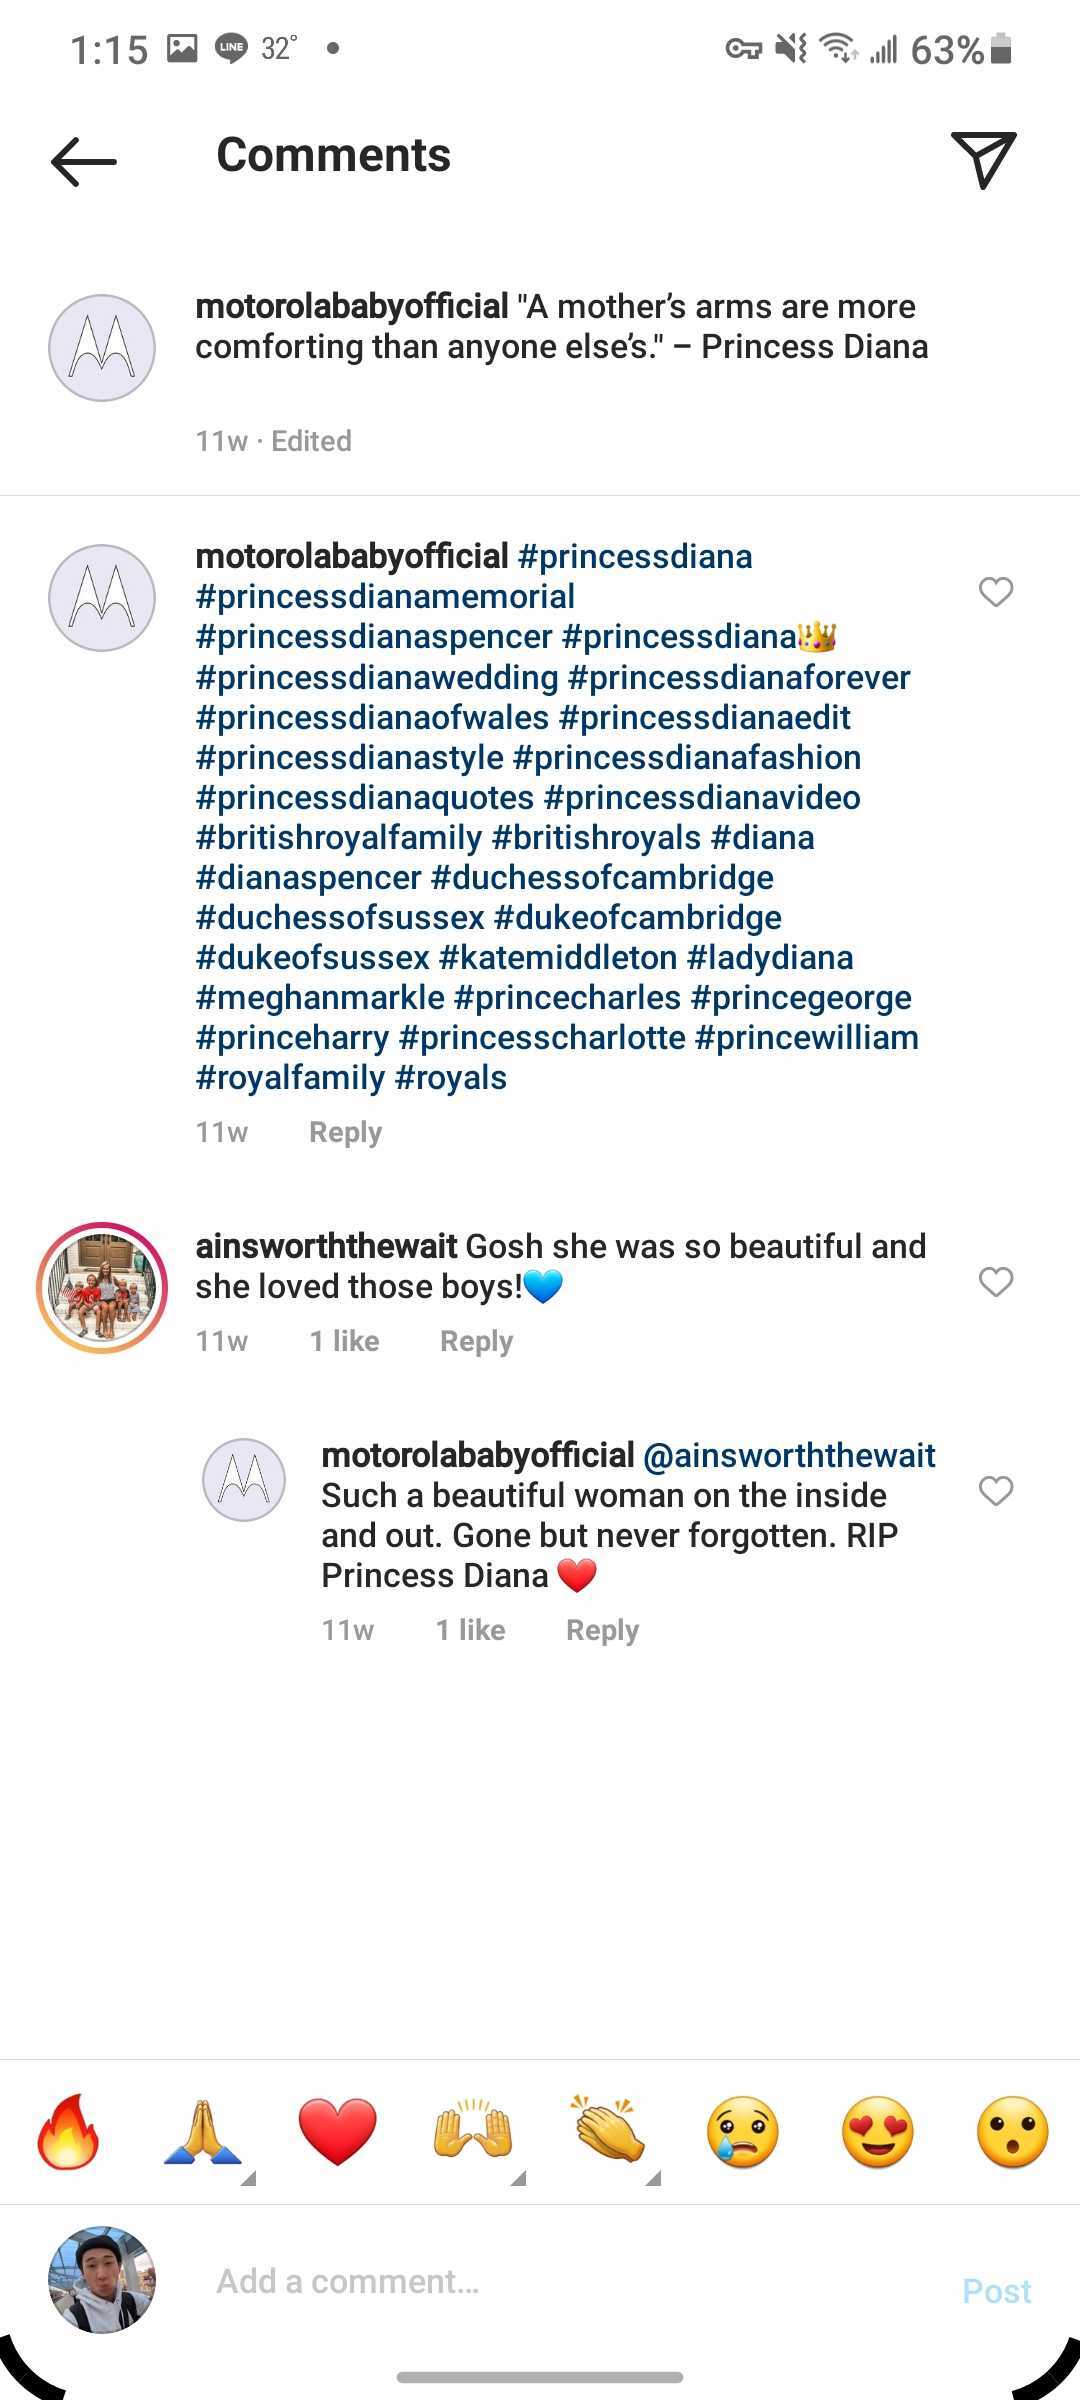 1:15 LINE 32° 63%
Comments
motorolababyofficial "A mother's arms are more
comforting than anyone else's." – Princess Diana
11w · Edited
motorolababyofficial #princessdiana
#princessdianamemorial
#princessdianaspencer #princessdiana👑
#princessdianawedding #princessdianaforever
#princessdianaofwales #princessdianaedit
#princessdianastyle #princessdianafashion
#princessdianaquotes #princessdianavideo
#britishroyalfamily #britishroyals #diana
#dianaspencer #duchessofcambridge
#duchessofsussex #dukeofcambridge
#dukeofsussex #katemiddleton #ladydiana
#meghanmarkle #princecharles #princegeorge
#princeharry #princesscharlotte #princewilliam
#royalfamily #royals
11w Reply
ainsworththewait Gosh she was so beautiful and
she loved those boys!💙
11w 1 like Reply
motorolababyofficial @ainsworththewait
Such a beautiful woman on the inside
and out. Gone but never forgotten. RIP
Princess Diana ❤️
11w 1 like Reply
Add a comment...
Post